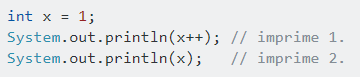 int x = 1;
System.out.println(x++); // imprime 1.
System.out.println(x);   // imprime 2.